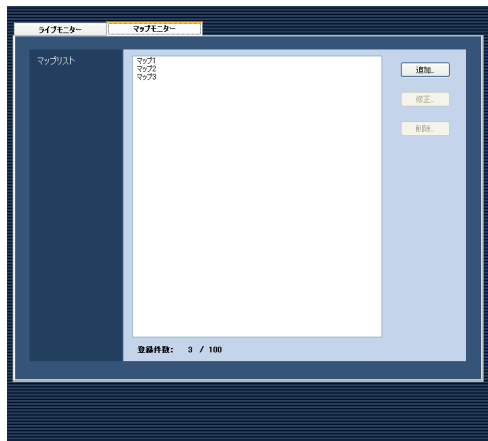 ライブモニター
マップモニター
マップリスト
マップ1
マップ2
マップ3
追加...
修正...
削除...
登録件数: 3 / 100